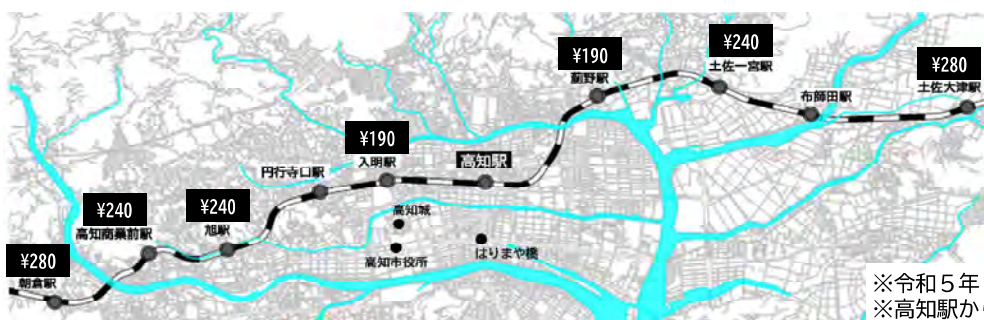 ¥190
薊野駅
¥240
土佐一宮駅
¥280
土佐大津駅
布師田駅
¥190
入明駅
高知駅
円行寺口駅
¥240
高知商業前駅
¥240
旭駅
高知城
高知市役所
はりまや橋
¥280
朝倉駅
※令和５年
※高知駅か